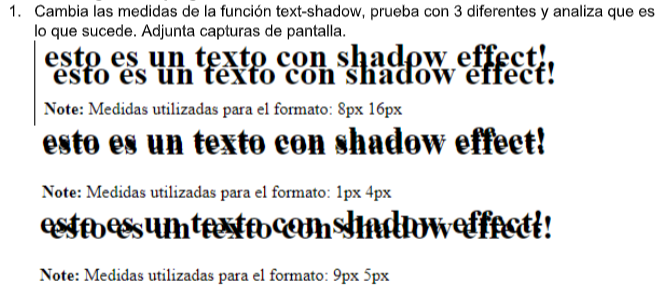 1. Cambia las medidas de la función text-shadow, prueba con 3 diferentes y analiza que es
lo que sucede. Adjunta capturas de pantalla.
esto es un texto con shadow effect!
Note: Medidas utilizadas para el formato: 8px 16px
esto es un texto con shadow effect!
Note: Medidas utilizadas para el formato: 1px 4px
esto es un texto con shadow effect!
Note: Medidas utilizadas para el formato: 9px 5px